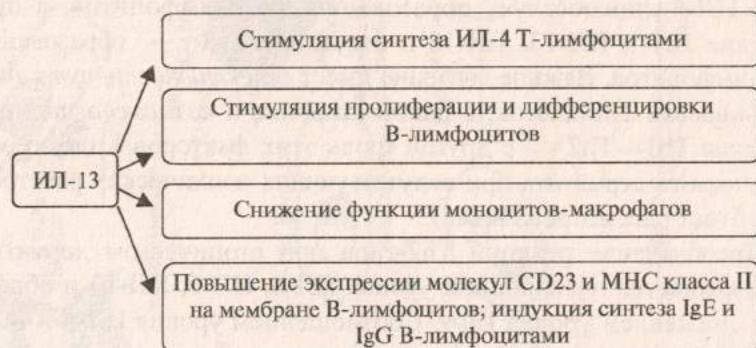 Стимуляция синтеза ИЛ-4 Т-лимфоцитами
Стимуляция пролиферации и дифференцировки
В-лимфоцитов
ИЛ-13
Снижение функции моноцитов-макрофагов
Повышение экспрессии молекул CD23 и МНС класса II
на мембране В-лимфоцитов; индукция синтеза IgE и
IgG В-лимфоцитами